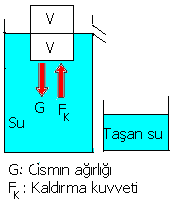 V
V
G FK
Su
Taşan su
G: Cismin ağırlığı
FK : Kaldırma kuvveti